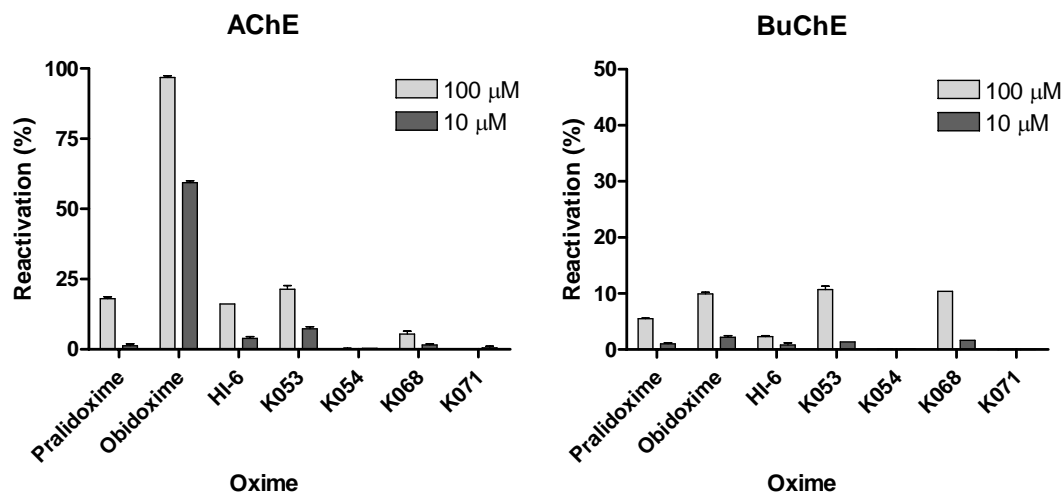 AChE
100
75
50
25
0
Reactivation (%)
100 μM
10 μM
Pralidoxime
Obidoxime
HI-6
K053
K054
K068
K071
Oxime
BuChE
50
40
30
20
10
0
Reactivation (%)
100 μM
10 μM
Pralidoxime
Obidoxime
HI-6
K053
K054
K068
K071
Oxime